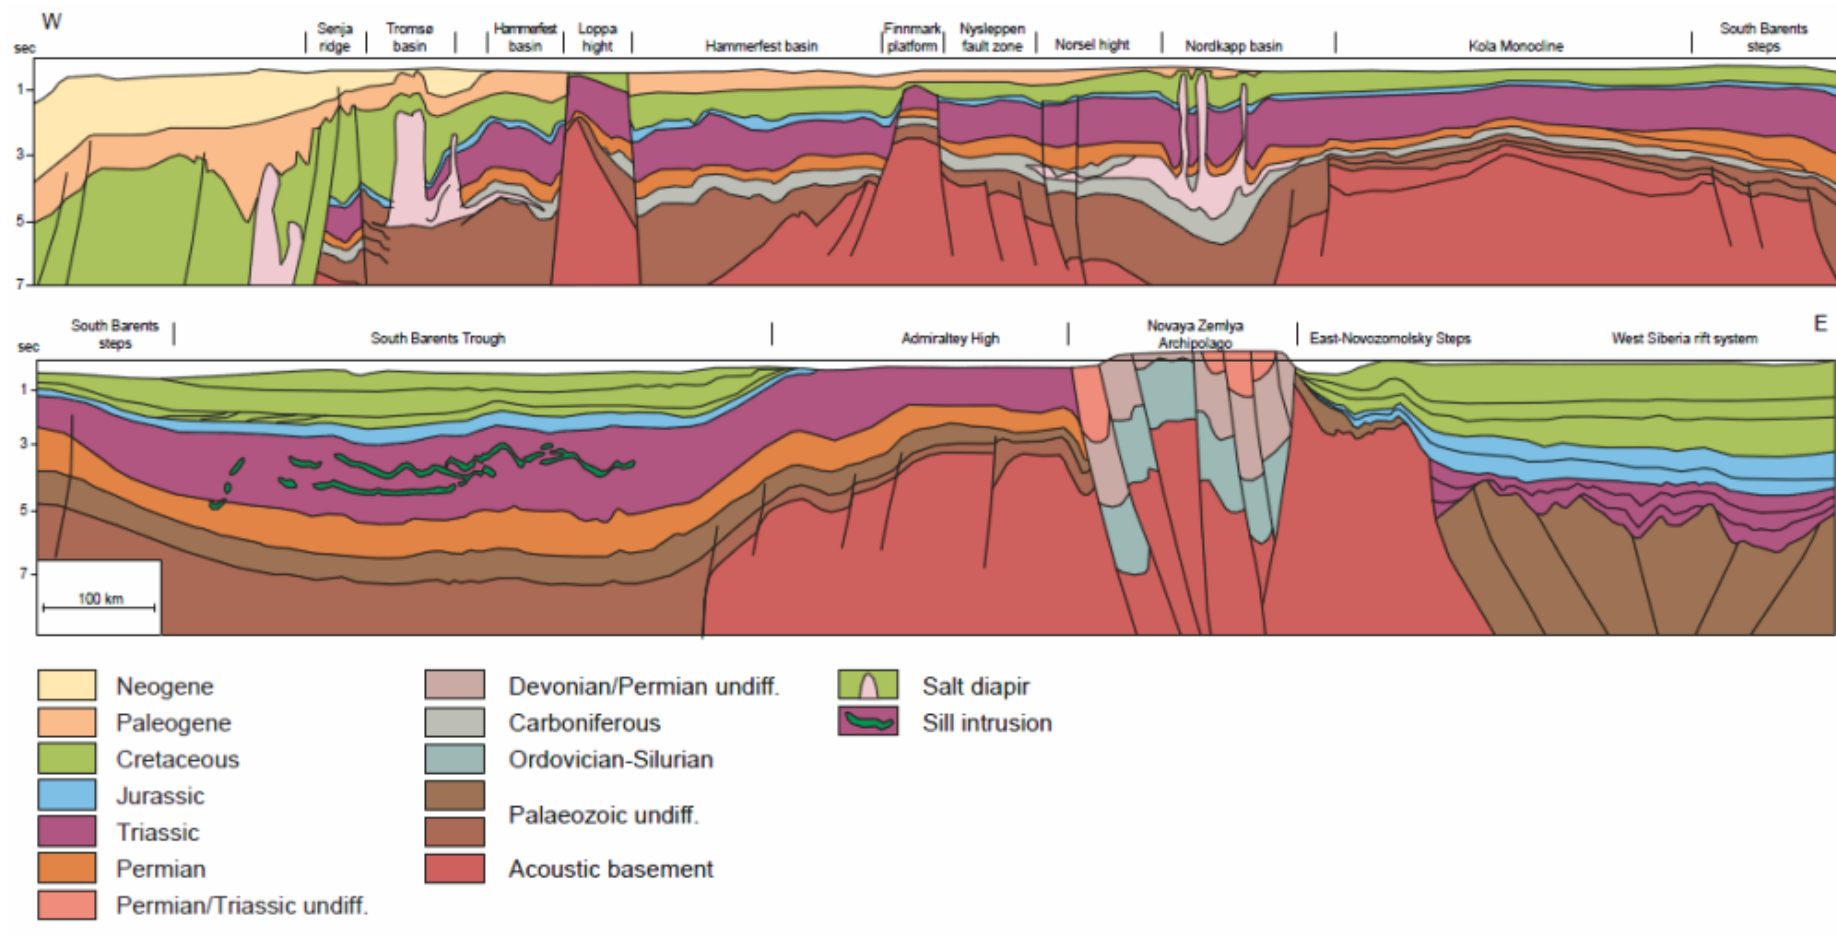 W
Senja ridge
Tromsø basin
Hammerfest basin
Loppa hight
Hammerfest basin
Finnmark platform
Nysleppen fault zone
Norsel hight
Nordkapp basin
Kola Monocline
South Barents steps
sec
1
3
5
7
E
South Barents steps
South Barents Trough
Admiraltey High
Novaya Zemlya Archipolago
East-Novozomolsky Steps
West Siberia rift system
sec
1
3
5
7
100 km
Neogene
Paleogene
Cretaceous
Jurassic
Triassic
Permian
Permian/Triassic undiff.
Devonian/Permian undiff.
Carboniferous
Ordovician-Silurian
Palaeozoic undiff.
Acoustic basement
Salt diapir
Sill intrusion